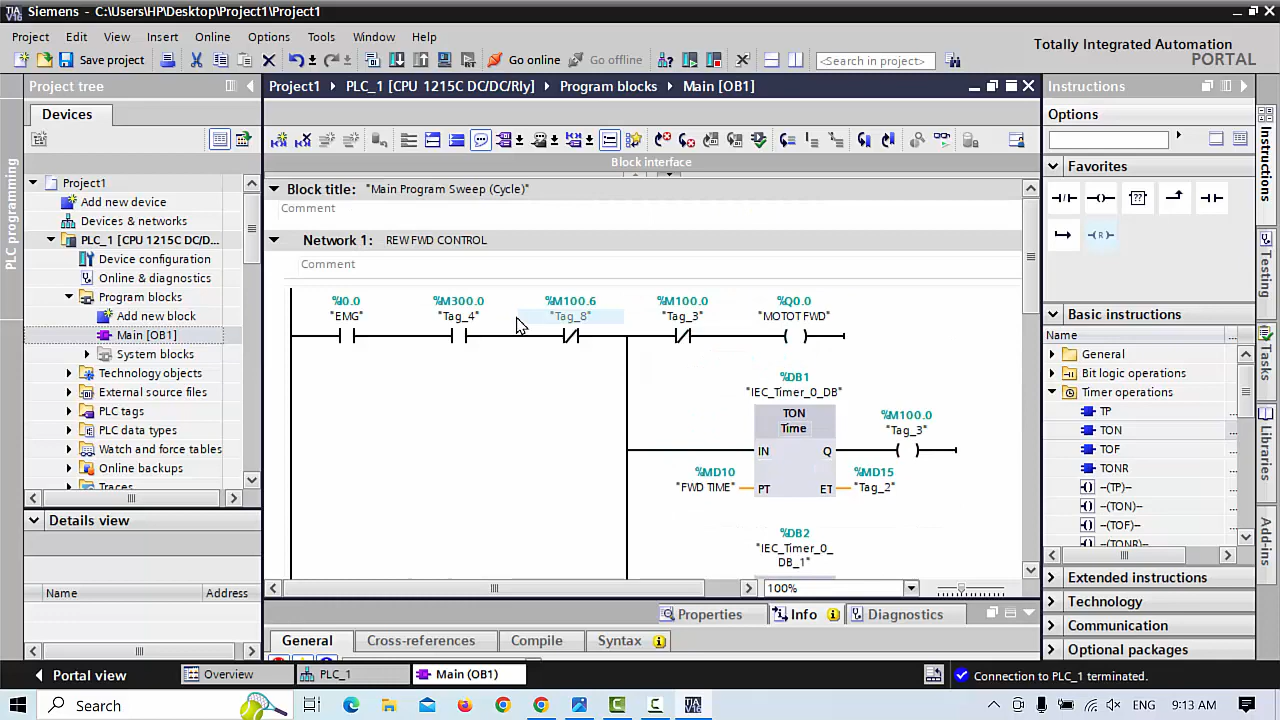 Siemens - C:\Users\HP\Desktop\Project1\Project1
Project Edit View Insert Online Options Tools Window Help
Totally Integrated Automation
PORTAL
Save project
Go online
Go offline
<Search in project>
Project tree
Project1 PLC_1 [CPU 1215C DC/DC/Rly] Program blocks Main [OB1]
Instructions
Devices
Options
Block interface
Favorites
Project1
Add new device
Devices & networks
PLC_1 [CPU 1215C DC/D...
Device configuration
Online & diagnostics
Program blocks
Add new block
Main [OB1]
System blocks
Technology objects
External source files
PLC tags
PLC data types
Watch and force tables
Online backups
Traces
Details view
Name Address
PLC programming
Block title: "Main Program Sweep (Cycle)"
Comment
Network 1: REW FWD CONTROL
Comment
%I0.0 %M300.0 %M100.6 %M100.0 %Q0.0
"EMG" "Tag_4" "Tag_8" "Tag_3" "MOTOT FWD"
%DB1
"IEC_Timer_0_DB"
TON
Time
%M100.0
"Tag_3"
IN Q
%MD10 %MD15
"FWD TIME" PT ET "Tag_2"
%DB2
"IEC_Timer_0_
DB_1"
100%
Basic instructions
Name
General
Bit logic operations
Timer operations
TP
TON
TOF
TONR
–(TP)–
–(TON)–
–(TOF)–
–(TONR)–
Extended instructions
Technology
Communication
Optional packages
Instructions
Testing
Tasks
Libraries
Add-ins
Properties Info Diagnostics
General Cross-references Compile Syntax
Portal view Overview PLC_1 Main (OB1) Connection to PLC_1 terminated.
Search
9:13 AM